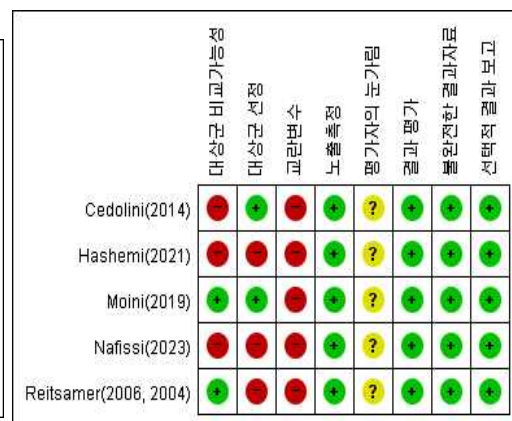 대상군 비교가능성
대상군 선정
교란변수
노출측정
평가자의 눈가림
결과 평가
불완전한 결과자료
선택적 결과 보고
Cedolini(2014) - + - + ? + + +
Hashemi(2021) - - - + ? + + +
Moini(2019) + + - + ? + + +
Nafissi(2023) - - - + ? + + +
Reitsamer(2006, 2004) + - - + ? + + +